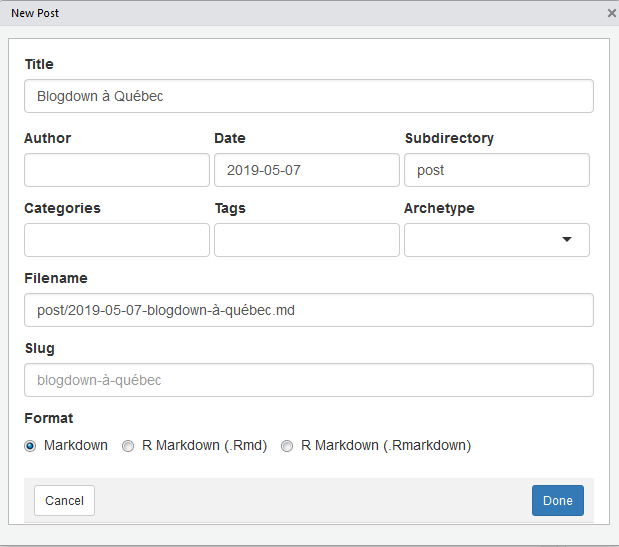 New Post
Title
Blogdown à Québec
Author Date Subdirectory
2019-05-07 post
Categories Tags Archetype
Filename
post/2019-05-07-blogdown-à-québec.md
Slug
blogdown-à-québec
Format
Markdown R Markdown (.Rmd) R Markdown (.Rmarkdown)
Cancel Done